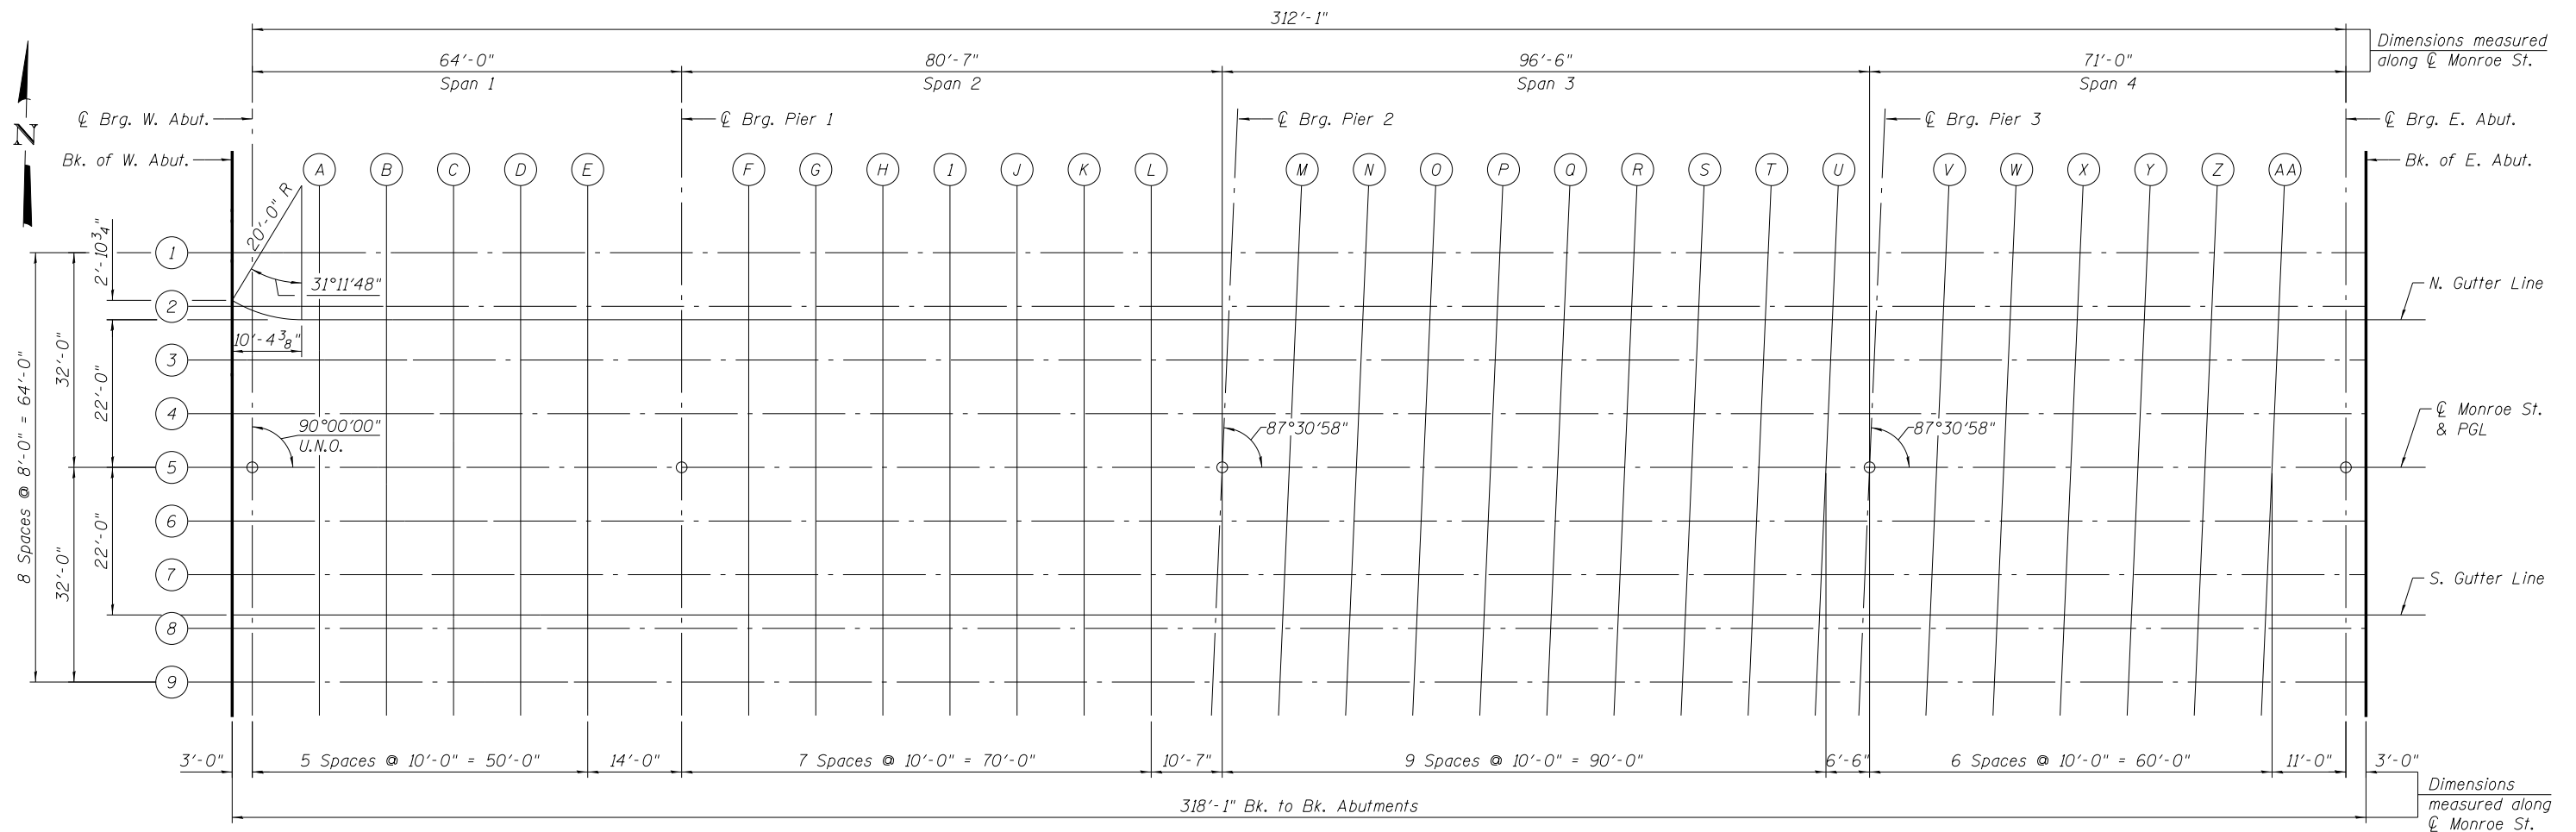 312'-1"
Dimensions measured
along ℄ Monroe St.
64'-0"
80'-7"
96'-6"
71'-0"
Span 1
Span 2
Span 3
Span 4
N
℄ Brg. W. Abut.
℄ Brg. Pier 1
℄ Brg. Pier 2
℄ Brg. Pier 3
℄ Brg. E. Abut.
Bk. of W. Abut.
A
B
C
D
E
F
G
H
I
J
K
L
M
N
O
P
Q
R
S
T
U
V
W
X
Y
Z
AA
Bk. of E. Abut.
20'-0" R
2'-10¾"
1
31°11'48"
N. Gutter Line
2
10'-4⅜"
3
8 Spaces @ 8'-0" = 64'-0"
32'-0"
22'-0"
4
90°00'00"
U.N.O.
87°30'58"
87°30'58"
℄ Monroe St.
& PGL
5
6
22'-0"
32'-0"
7
S. Gutter Line
8
9
3'-0"
5 Spaces @ 10'-0" = 50'-0"
14'-0"
7 Spaces @ 10'-0" = 70'-0"
10'-7"
9 Spaces @ 10'-0" = 90'-0"
6'-6"
6 Spaces @ 10'-0" = 60'-0"
11'-0"
3'-0"
318'-1" Bk. to Bk. Abutments
Dimensions
measured along
℄ Monroe St.